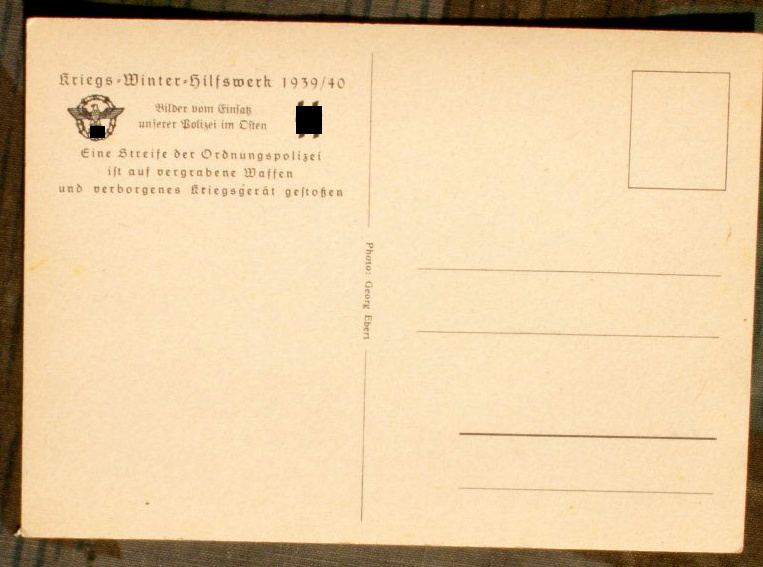 Kriegs-Winter-Hilfswerk 1939/40
Bilder vom Einsatz
unserer Polizei im Osten
Eine Streife der Ordnungspolizei
ist auf vergrabene Waffen
und verborgenes Kriegsgerät gestoßen
Photo: Georg Ebert